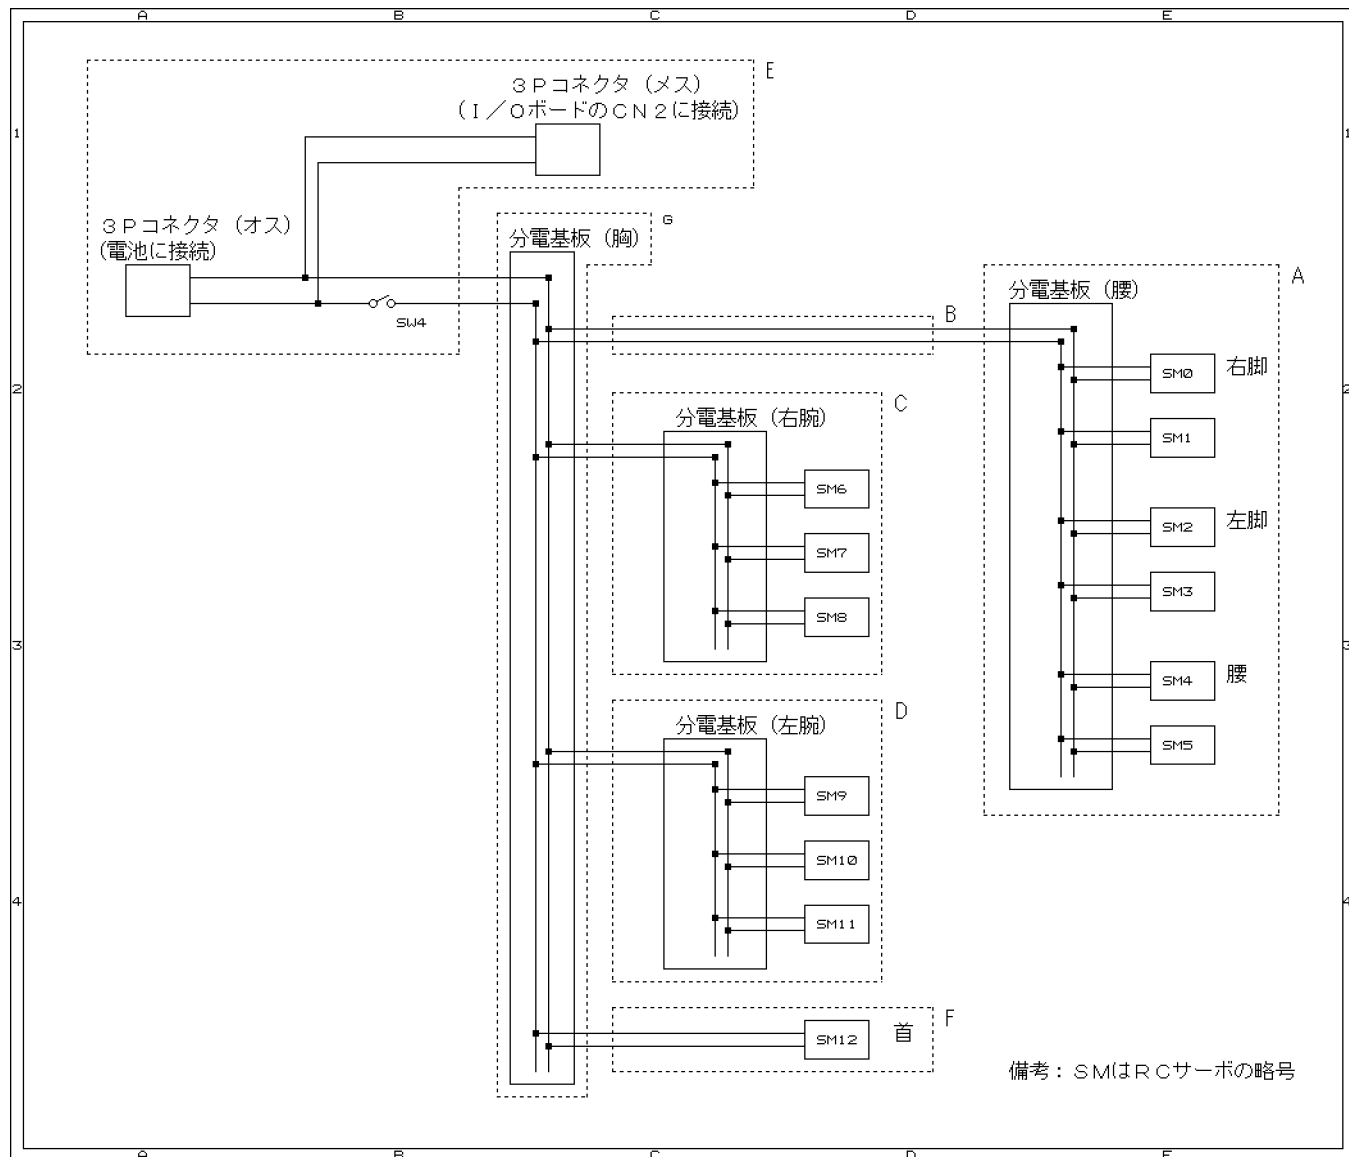 A B C D E
E
３Ｐコネクタ（メス）
（Ｉ／ＯボードのＣＮ２に接続）
1 1
３Ｐコネクタ（オス）
(電池に接続)
G
分電基板（胸）
SW4
A
分電基板（腰）
B
SM0 右脚
2 2
C
分電基板（右腕）
SM1
SM6
SM2 左脚
SM7
SM3
SM8
3 3
SM4 腰
D
分電基板（左腕）
SM5
SM9
SM10
4 4
SM11
F
SM12 首
備考：ＳＭはＲＣサーボの略号
A B C D E